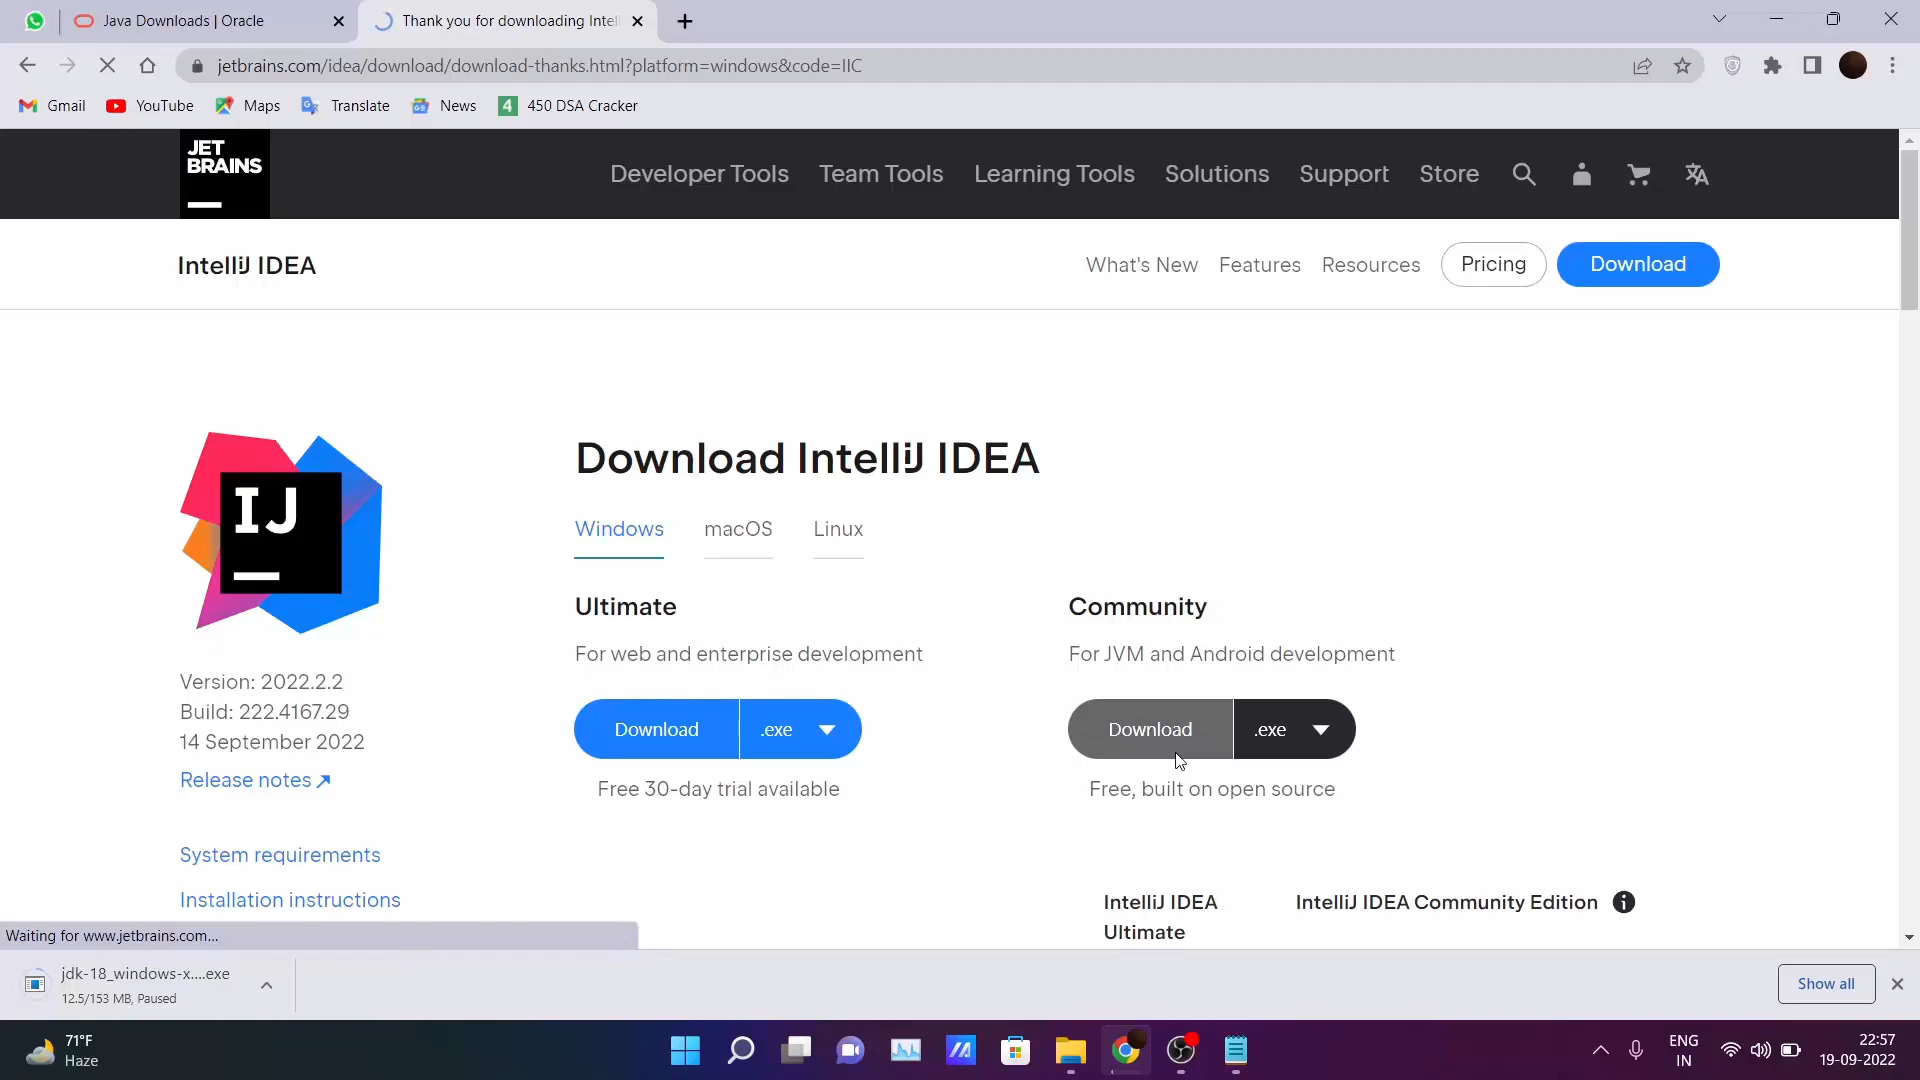 Java Downloads | Oracle
Thank you for downloading Intel
jetbrains.com/idea/download/download-thanks.html?platform=windows&code=IIC
Gmail
YouTube
Maps
Translate
News
4
450 DSA Cracker
JET
BRAINS
Developer Tools
Team Tools
Learning Tools
Solutions
Support
Store
IntelliJ IDEA
What's New
Features
Resources
Pricing
Download
IJ
Download IntelliJ IDEA
Windows
macOS
Linux
Ultimate
Community
For web and enterprise development
For JVM and Android development
Download
.exe
Download
.exe
Free 30-day trial available
Free, built on open source
Version: 2022.2.2
Build: 222.4167.29
14 September 2022
Release notes ↗
System requirements
Installation instructions
IntelliJ IDEA
Ultimate
IntelliJ IDEA Community Edition
Waiting for www.jetbrains.com...
jdk-18_windows-x....exe
12.5/153 MB, Paused
Show all
71°F
Haze
ENG
IN
22:57
19-09-2022